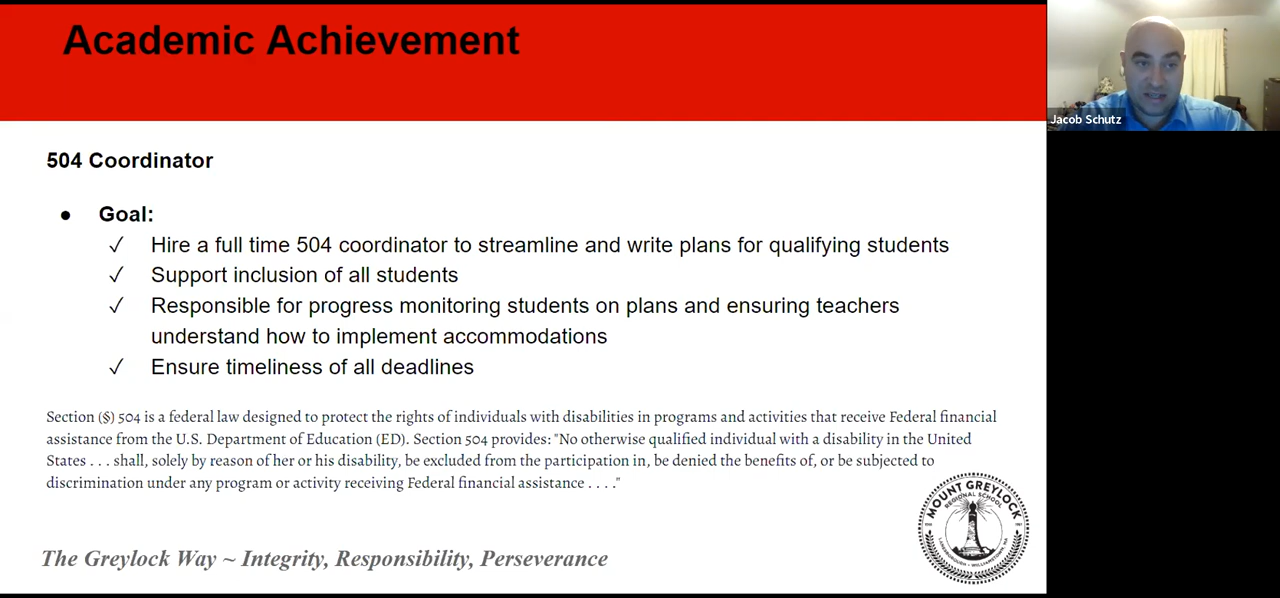 Academic Achievement
Jacob Schutz
504 Coordinator
● Goal:
✓ Hire a full time 504 coordinator to streamline and write plans for qualifying students
✓ Support inclusion of all students
✓ Responsible for progress monitoring students on plans and ensuring teachers
understand how to implement accommodations
✓ Ensure timeliness of all deadlines
Section (§) 504 is a federal law designed to protect the rights of individuals with disabilities in programs and activities that receive Federal financial
assistance from the U.S. Department of Education (ED). Section 504 provides: "No otherwise qualified individual with a disability in the United
States . . . shall, solely by reason of her or his disability, be excluded from the participation in, be denied the benefits of, or be subjected to
discrimination under any program or activity receiving Federal financial assistance . . . ."
MOUNT GREYLOCK
REGIONAL SCHOOL
LANESBOROUGH • WILLIAMSTOWN, MA
The Greylock Way ~ Integrity, Responsibility, Perseverance